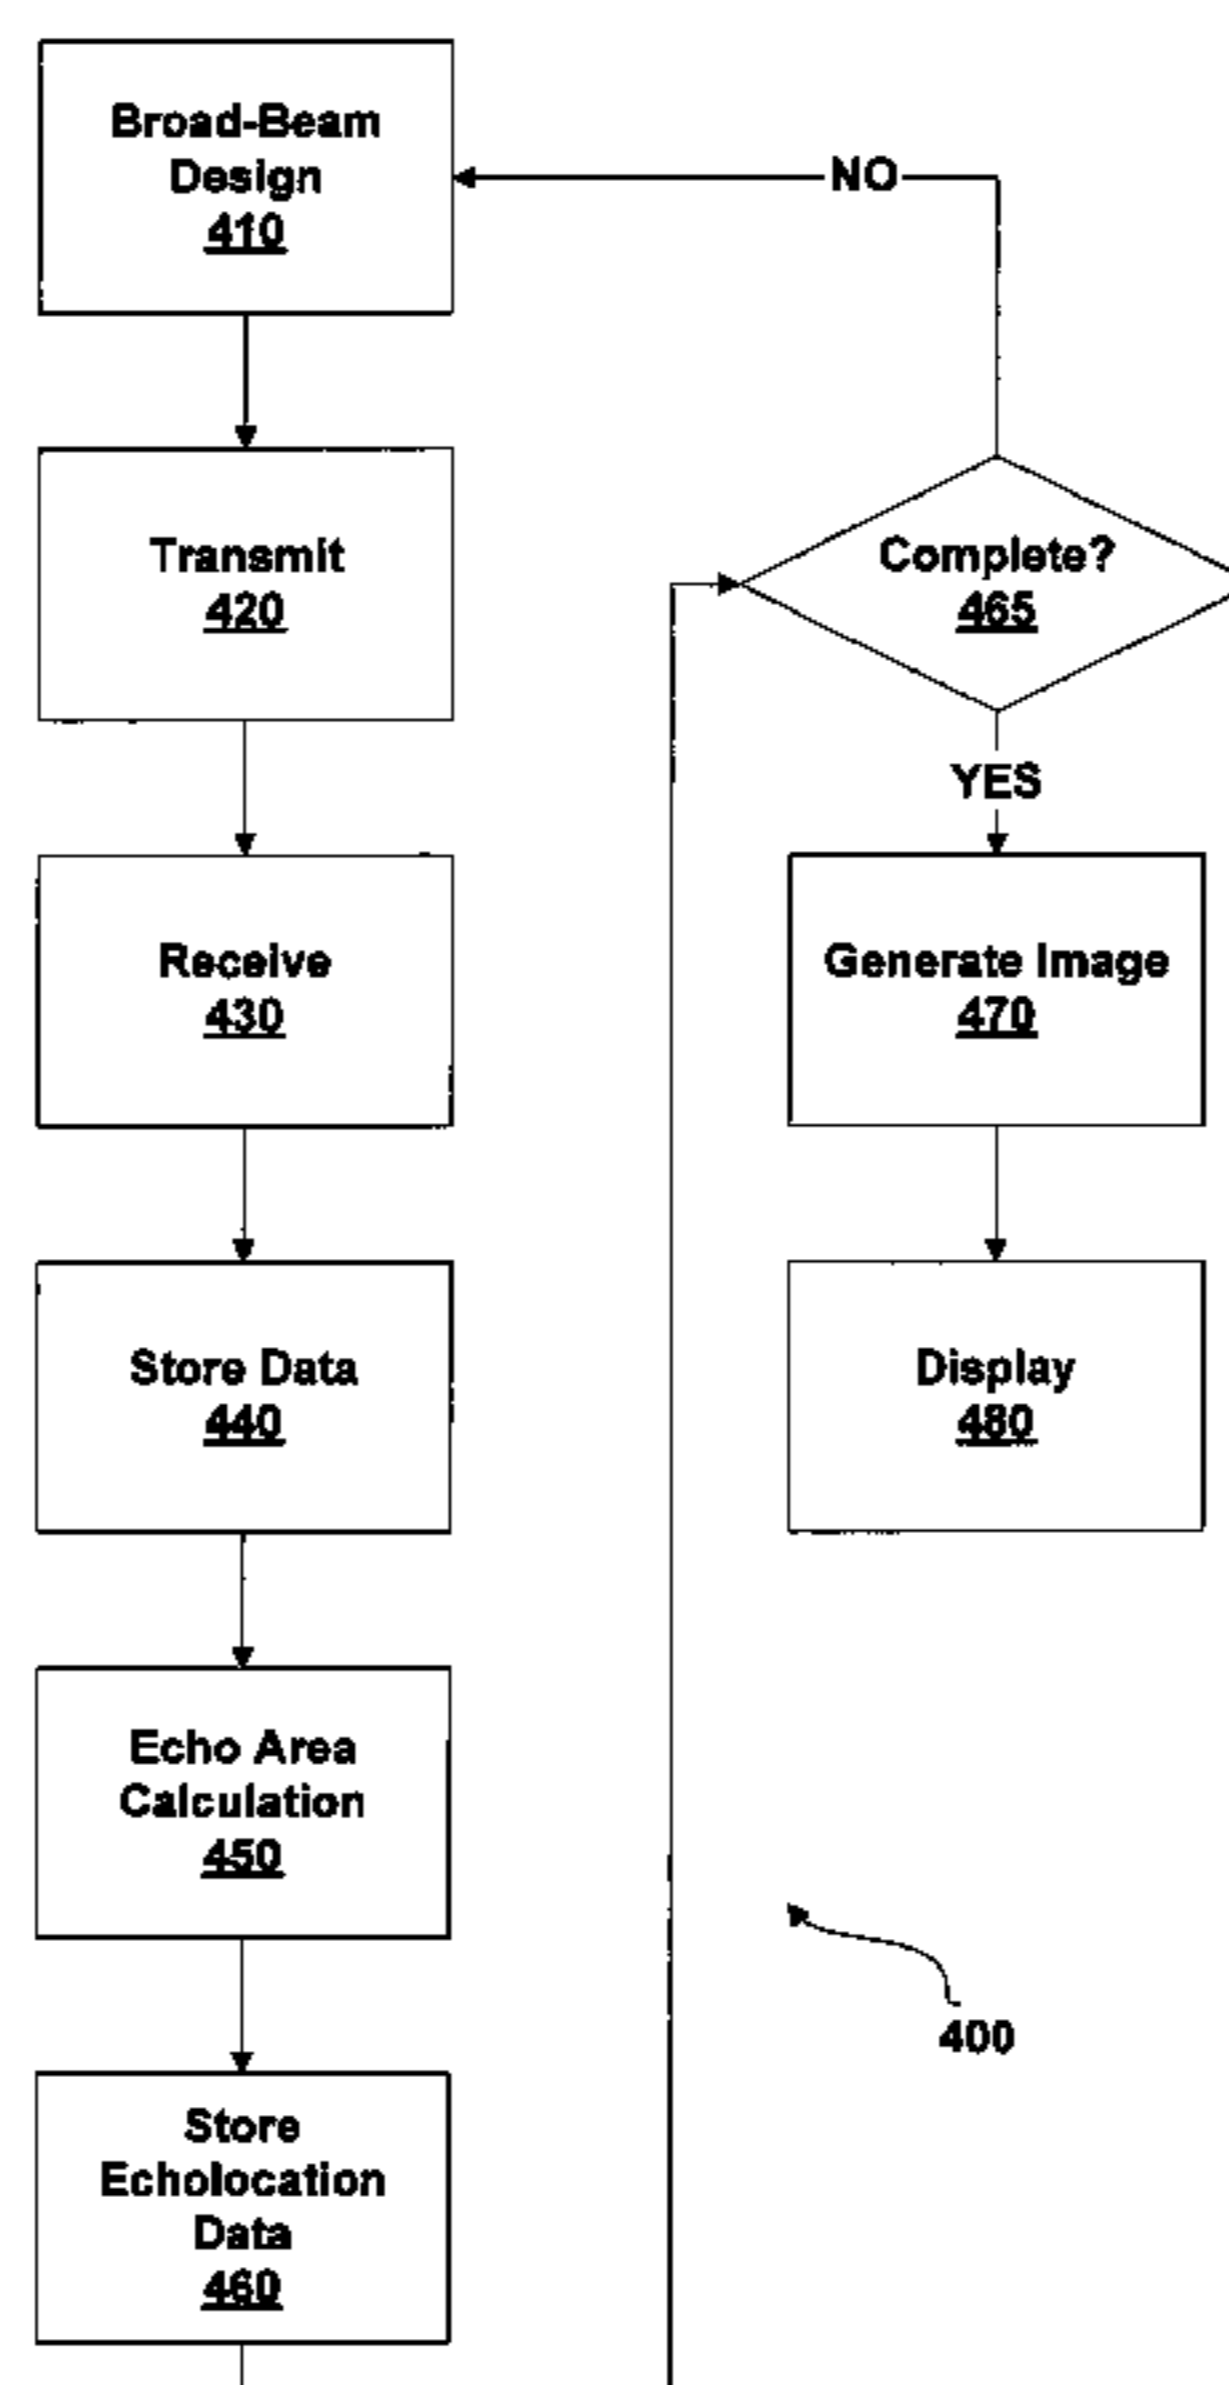 Broad-Beam
Design
410
NO
Transmit
420
Complete?
465
YES
Receive
430
Generate Image
470
Store Data
440
Display
480
Echo Area
Calculation
450
400
Store
Echolocation
Data
460